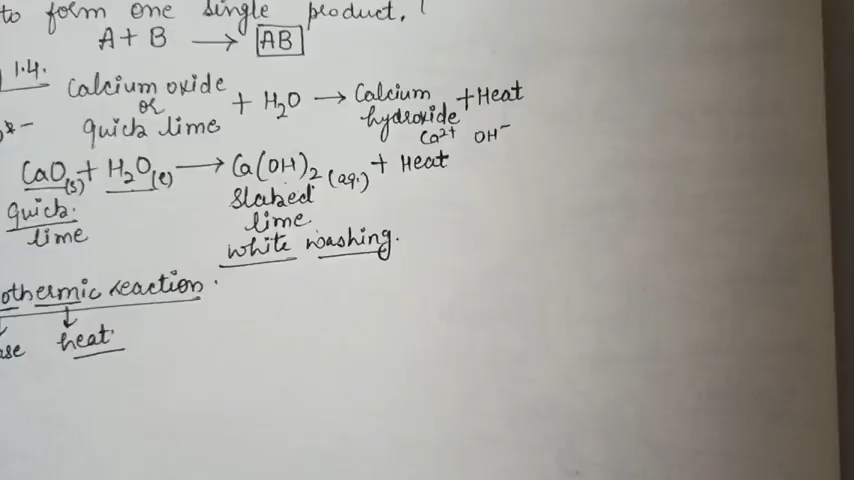 to form one single product.
A + B → AB
1.4.
Calcium oxide or quick lime + H2O → Calcium hydroxide + Heat
Ca2+ OH-
CaO(s) + H2O(l) → Ca(OH)2 (aq.) + Heat
quick lime
slaked lime
white washing.
othermic reaction.
ase heat.